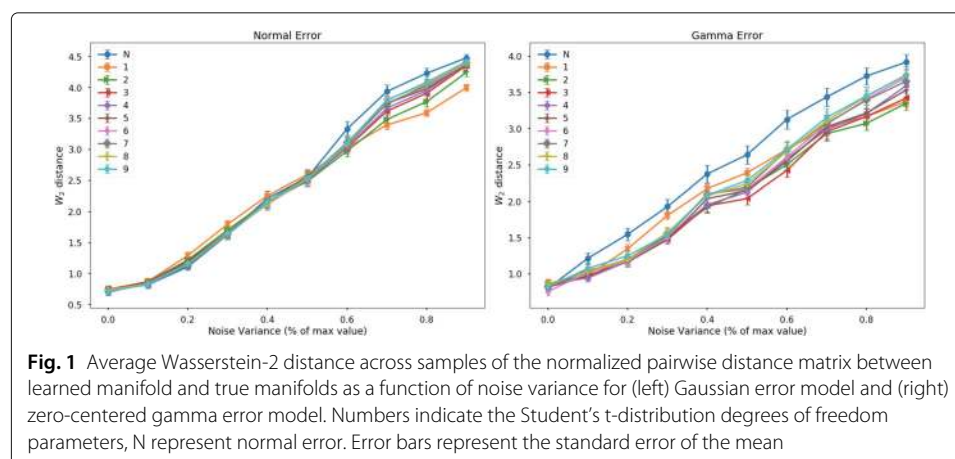 Normal Error
Gamma Error
4.5
4.0
3.5
3.0
2.5
2.0
1.5
1.0
0.5
W2 distance
N
1
2
3
4
5
6
7
8
9
0.0 0.2 0.4 0.6 0.8
Noise Variance (% of max value)
4.0
3.5
3.0
2.5
2.0
1.5
1.0
W2 distance
N
1
2
3
4
5
6
7
8
9
0.0 0.2 0.4 0.6 0.8
Noise Variance (% of max value)
Fig. 1 Average Wasserstein-2 distance across samples of the normalized pairwise distance matrix between
learned manifold and true manifolds as a function of noise variance for (left) Gaussian error model and (right)
zero-centered gamma error model. Numbers indicate the Student's t-distribution degrees of freedom
parameters, N represent normal error. Error bars represent the standard error of the mean